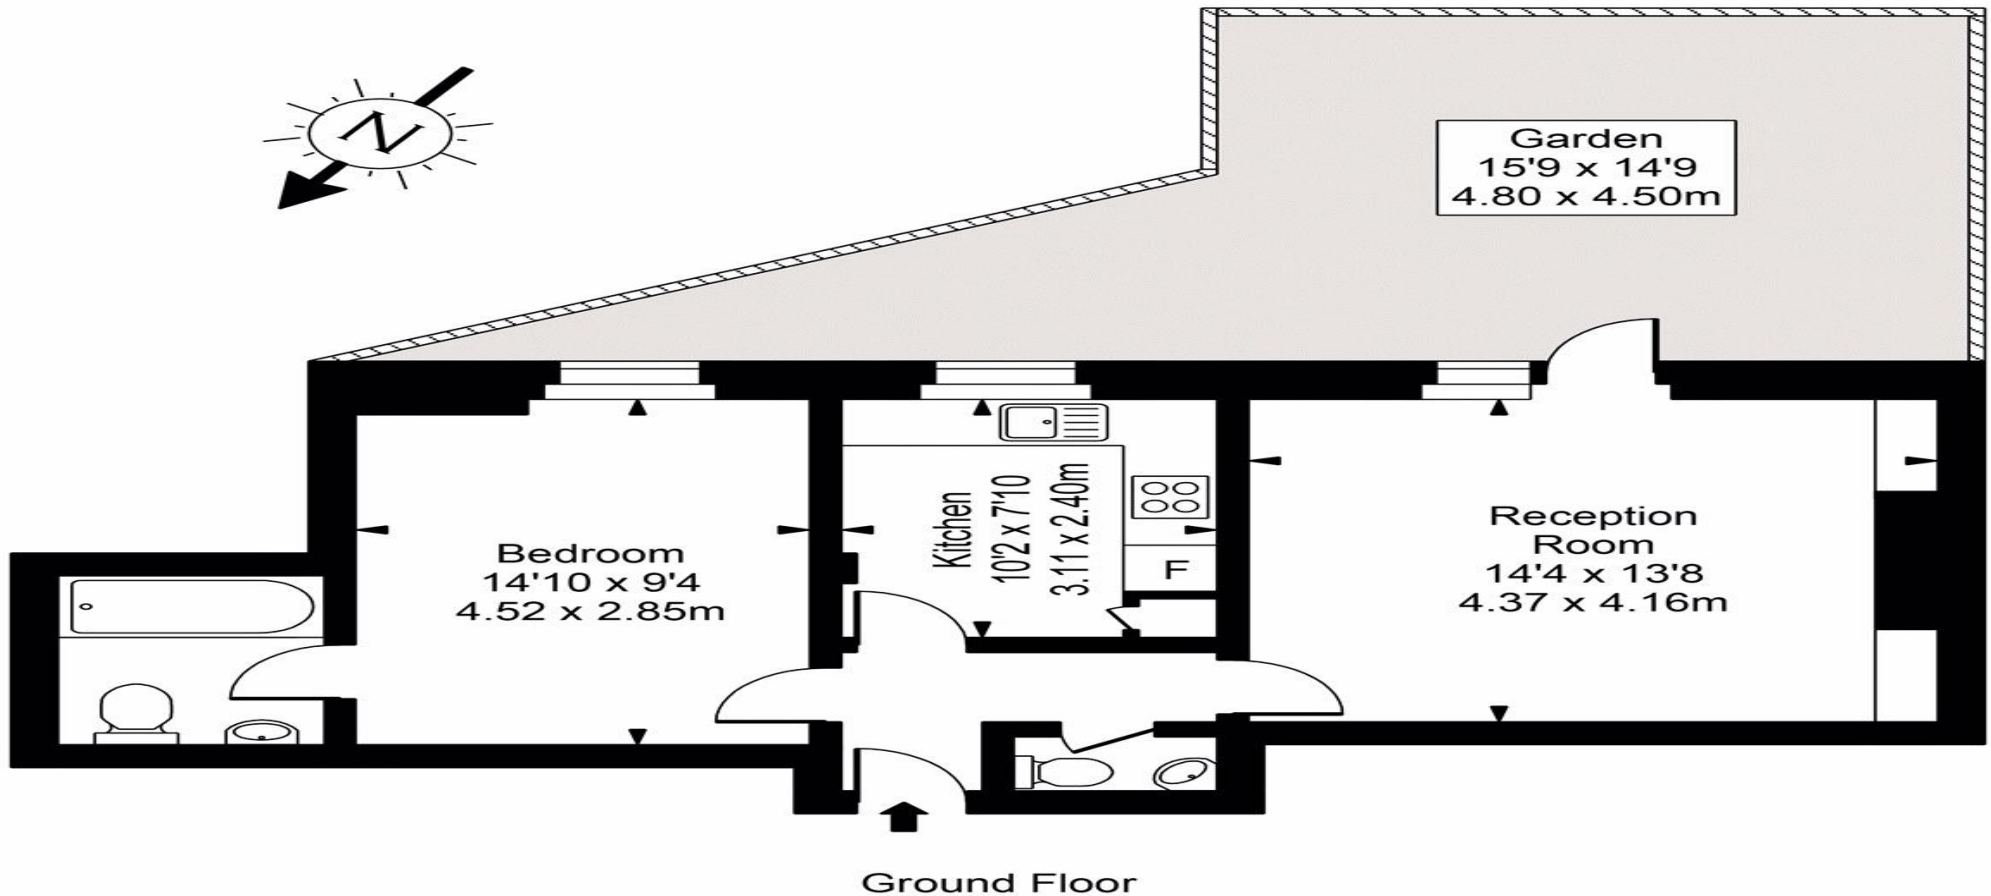 N
Garden
15'9 x 14'9
4.80 x 4.50m
Kitchen
10'2 x 7'10
3.11 x 2.40m
F
Bedroom
14'10 x 9'4
4.52 x 2.85m
Reception
Room
14'4 x 13'8
4.37 x 4.16m
Ground Floor